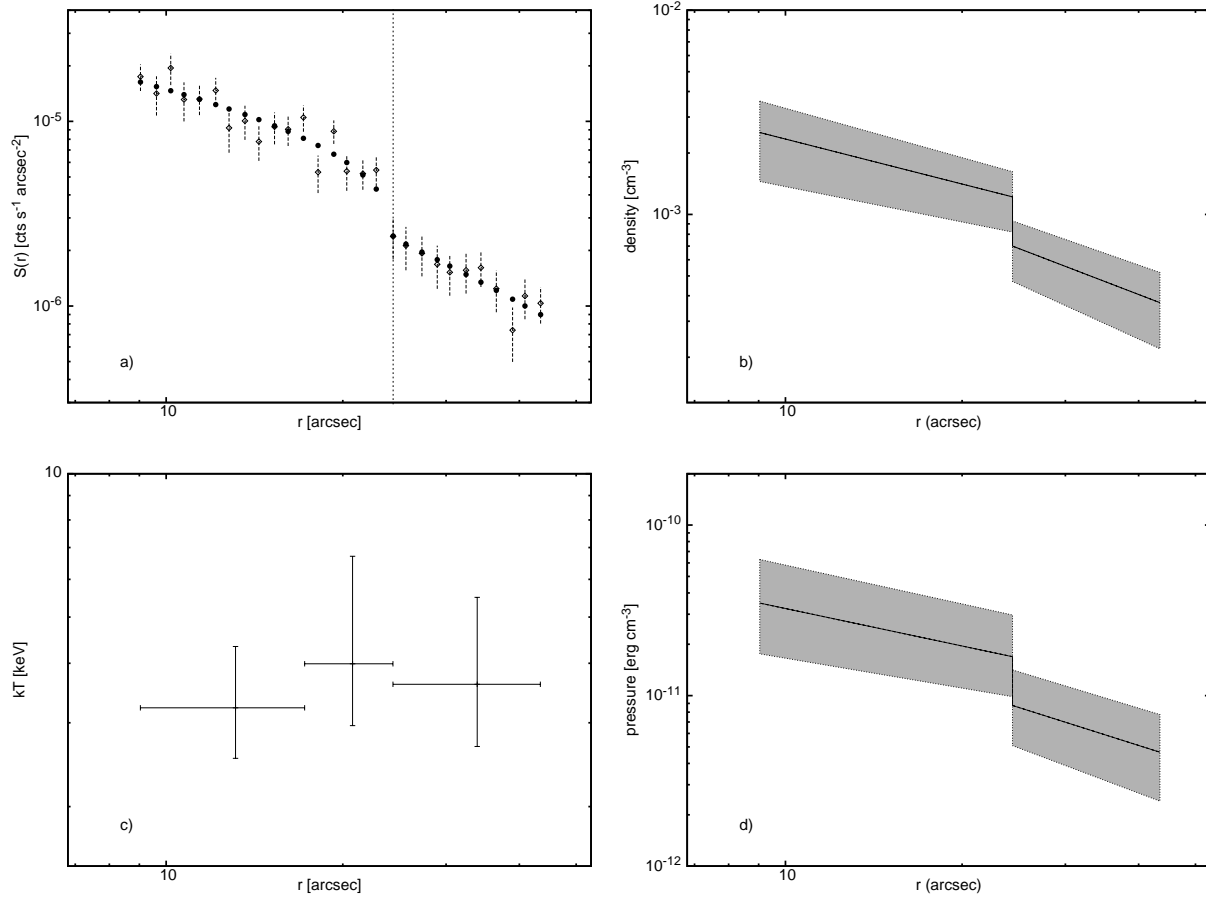 10^-5
10^-6
10
S(r) [cts s^-1 arcsec^-2]
r [arcsec]
a)
10^-2
10^-3
10
density [cm^-3]
r (acrsec)
b)
10
10
kT [keV]
r [arcsec]
c)
10^-10
10^-11
10^-12
10
pressure [erg cm^-3]
r (arcsec)
d)